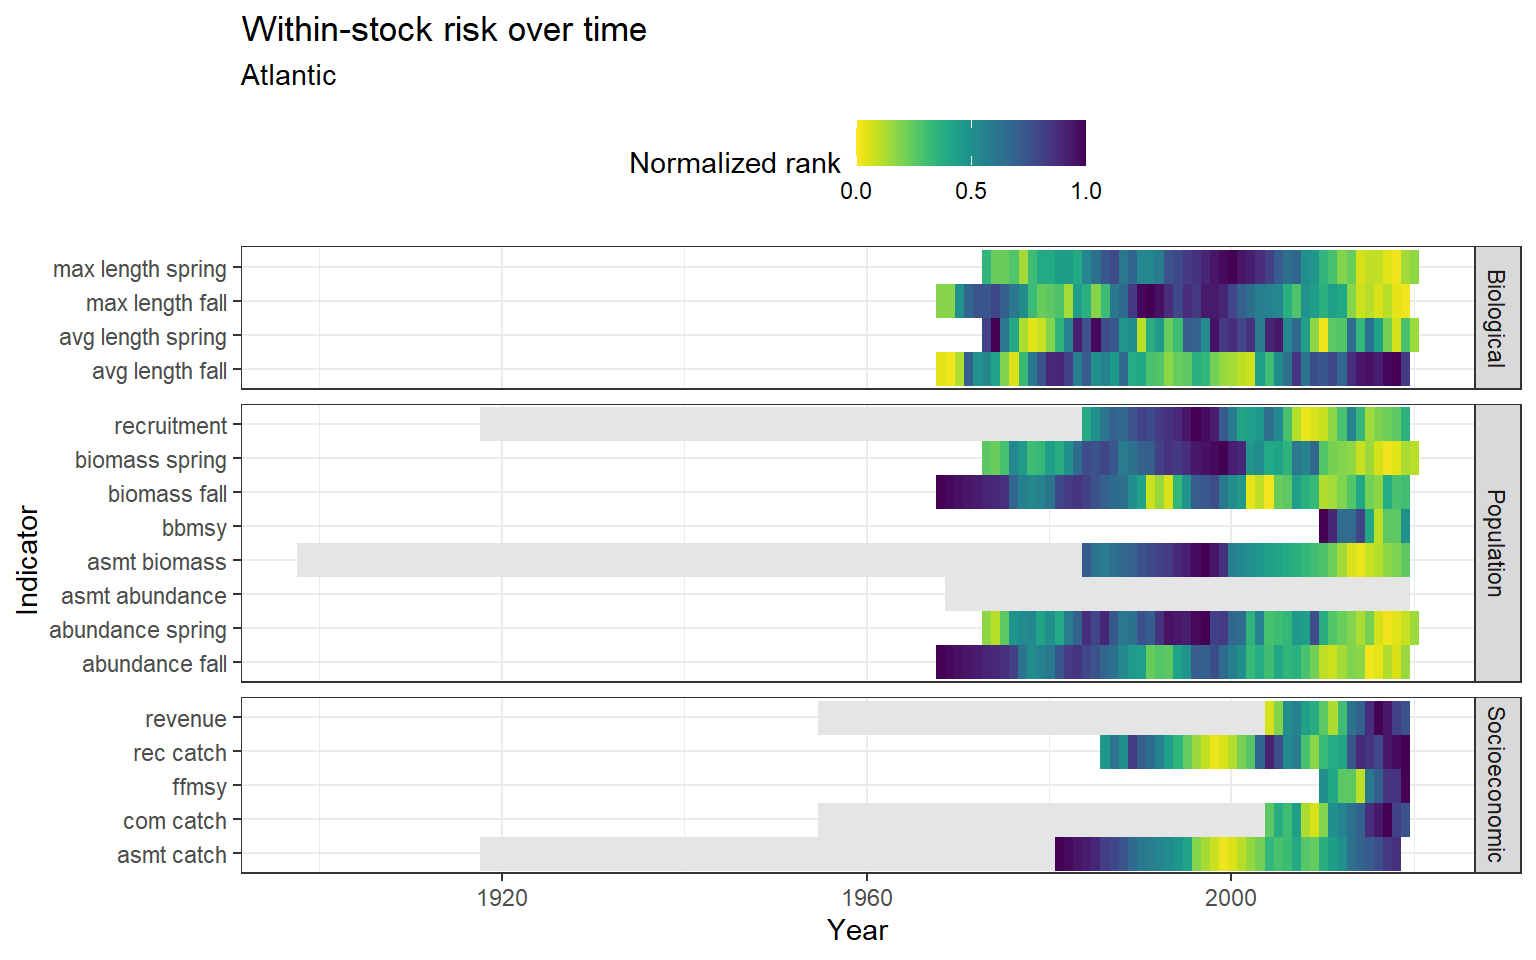 Within-stock risk over time
Atlantic
Normalized rank
0.0 0.5 1.0
max length spring
max length fall
avg length spring
avg length fall
Biological
recruitment
biomass spring
biomass fall
bbmsy
asmt biomass
asmt abundance
abundance spring
abundance fall
Population
revenue
rec catch
ffmsy
com catch
asmt catch
Socioeconomic
Indicator
1920 1960 2000
Year